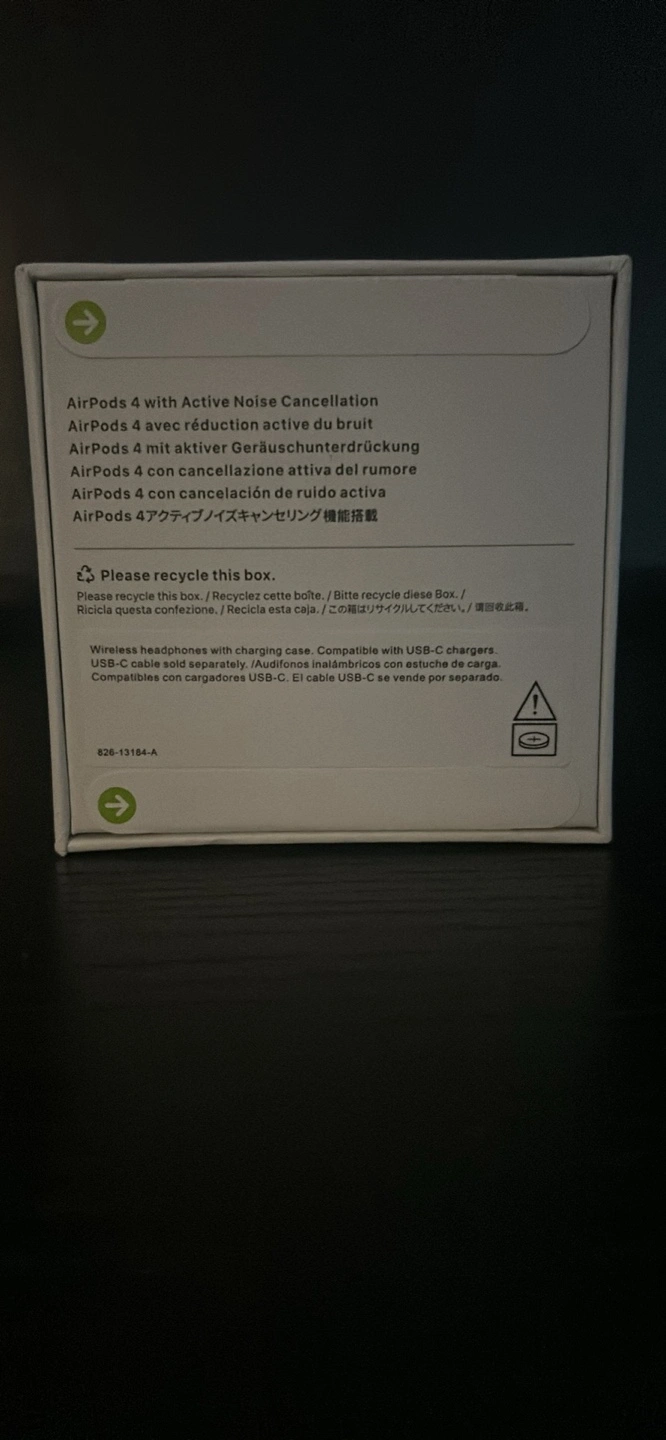 AirPods 4 with Active Noise Cancellation
AirPods 4 avec réduction active du bruit
AirPods 4 mit aktiver Geräuschunterdrückung
AirPods 4 con cancellazione attiva del rumore
AirPods 4 con cancelación de ruido activa
AirPods 4アクティブノイズキャンセリング機能搭載
Please recycle this box.
Please recycle this box. / Recyclez cette boîte. / Bitte recycle diese Box. /
Ricicla questa confezione. / Recicla esta caja. / この箱はリサイクルしてください。/ 请回收此箱。
Wireless headphones with charging case. Compatible with USB-C chargers.
USB-C cable sold separately. /Audífonos inalámbricos con estuche de carga.
Compatibles con cargadores USB-C. El cable USB-C se vende por separado.
826-13164-A